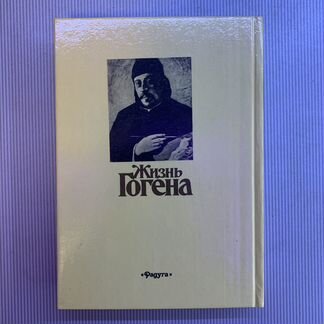 Жизнь
Гогена
«Радуга»